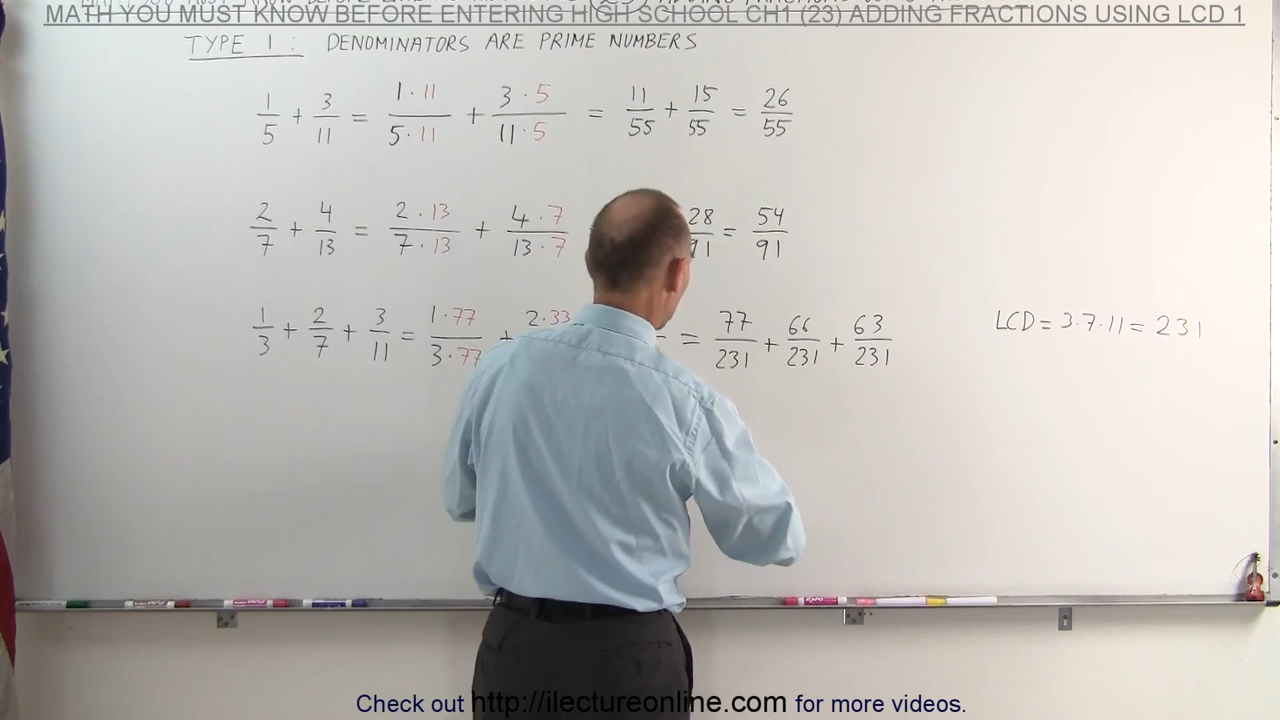 MATH YOU MUST KNOW BEFORE ENTERING HIGH SCHOOL CH1 (23) ADDING FRACTIONS USING LCD 1
TYPE 1: DENOMINATORS ARE PRIME NUMBERS
1/5 + 3/11 = 1·11/5·11 + 3·5/11·5 = 11/55 + 15/55 = 26/55
2/7 + 4/13 = 2·13/7·13 + 4·7/13·7 28/91 = 54/91
1/3 + 2/7 + 3/11 = 1·77/3·77 + 2·33 = 77/231 + 66/231 + 63/231
LCD = 3·7·11 = 231
Check out http://ilectureonline.com for more videos.